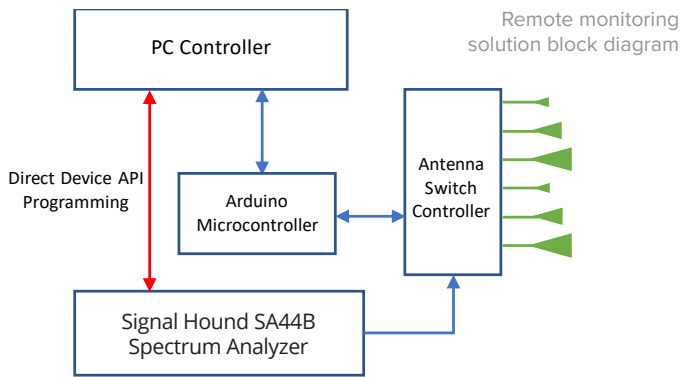 Remote monitoring
solution block diagram
PC Controller
Direct Device API
Programming
Arduino
Microcontroller
Antenna
Switch
Controller
Signal Hound SA44B
Spectrum Analyzer